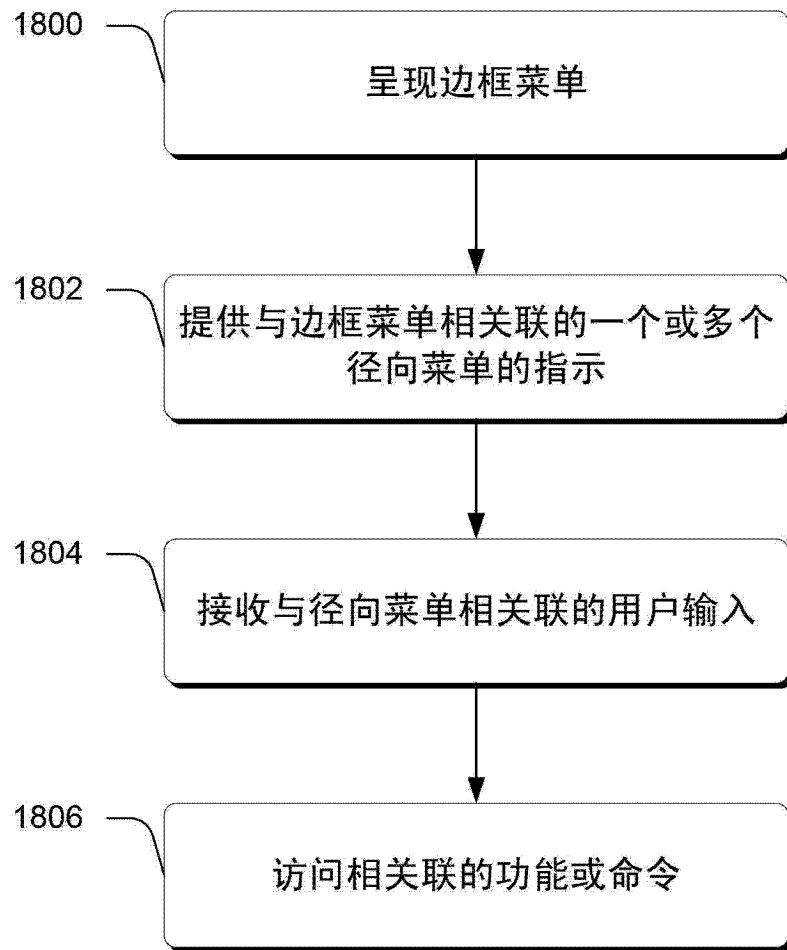 1800
呈现边框菜单
1802
提供与边框菜单相关联的一个或多个
径向菜单的指示
1804
接收与径向菜单相关联的用户输入
1806
访问相关联的功能或命令